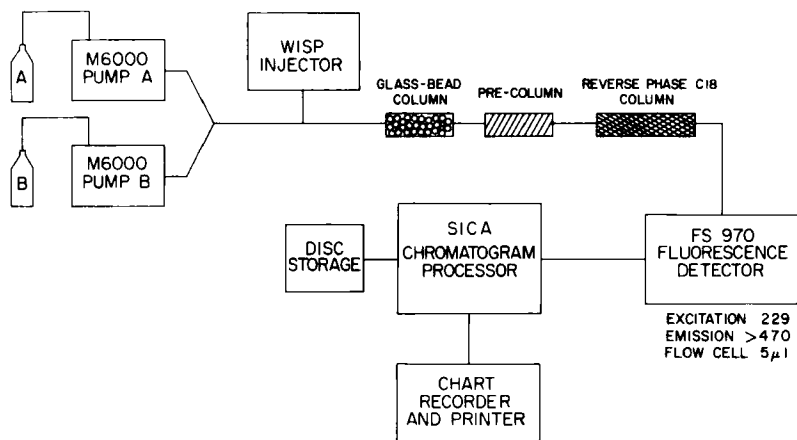 A
M6000
PUMP A
B
M6000
PUMP B
WISP
INJECTOR
GLASS-BEAD
COLUMN
PRE-COLUMN
REVERSE PHASE C18
COLUMN
DISC
STORAGE
SICA
CHROMATOGRAM
PROCESSOR
FS 970
FLUORESCENCE
DETECTOR
EXCITATION 229
EMISSION >470
FLOW CELL 5μl
CHART
RECORDER
AND PRINTER